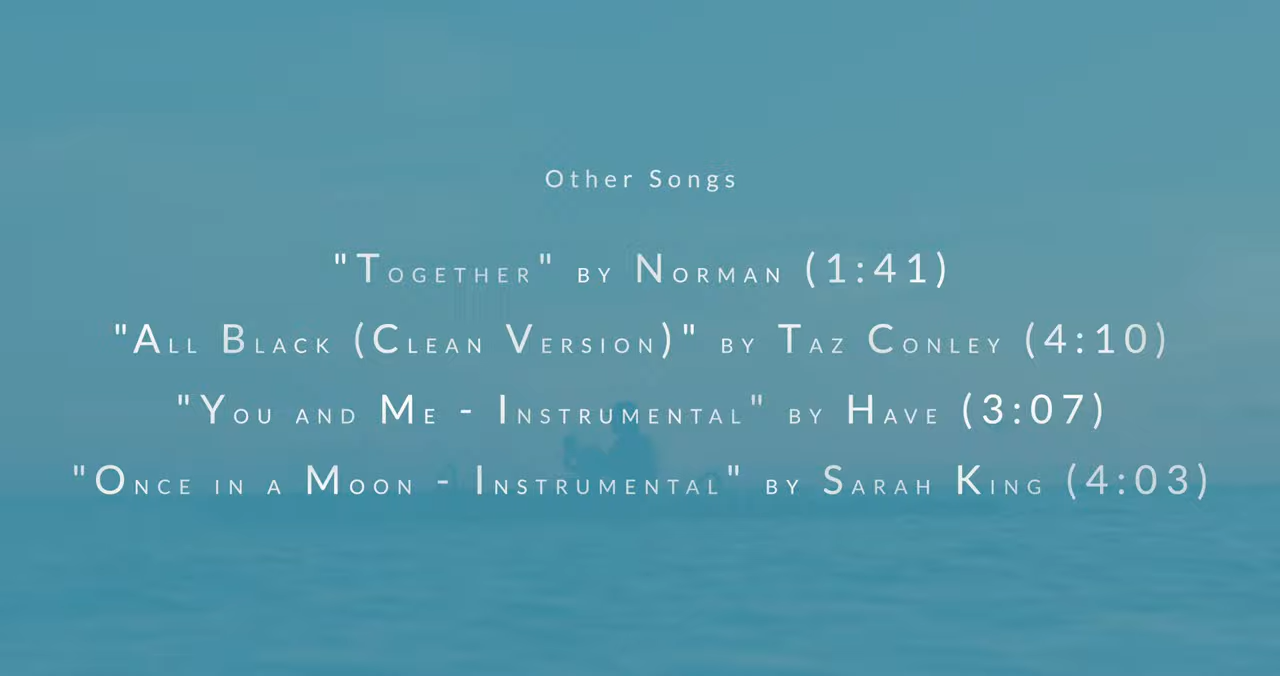 Other Songs
"Together" by Norman (1:41)
"All Black (Clean Version)" by Taz Conley (4:10)
"You and Me - Instrumental" by Have (3:07)
"Once in a Moon - Instrumental" by Sarah King (4:03)